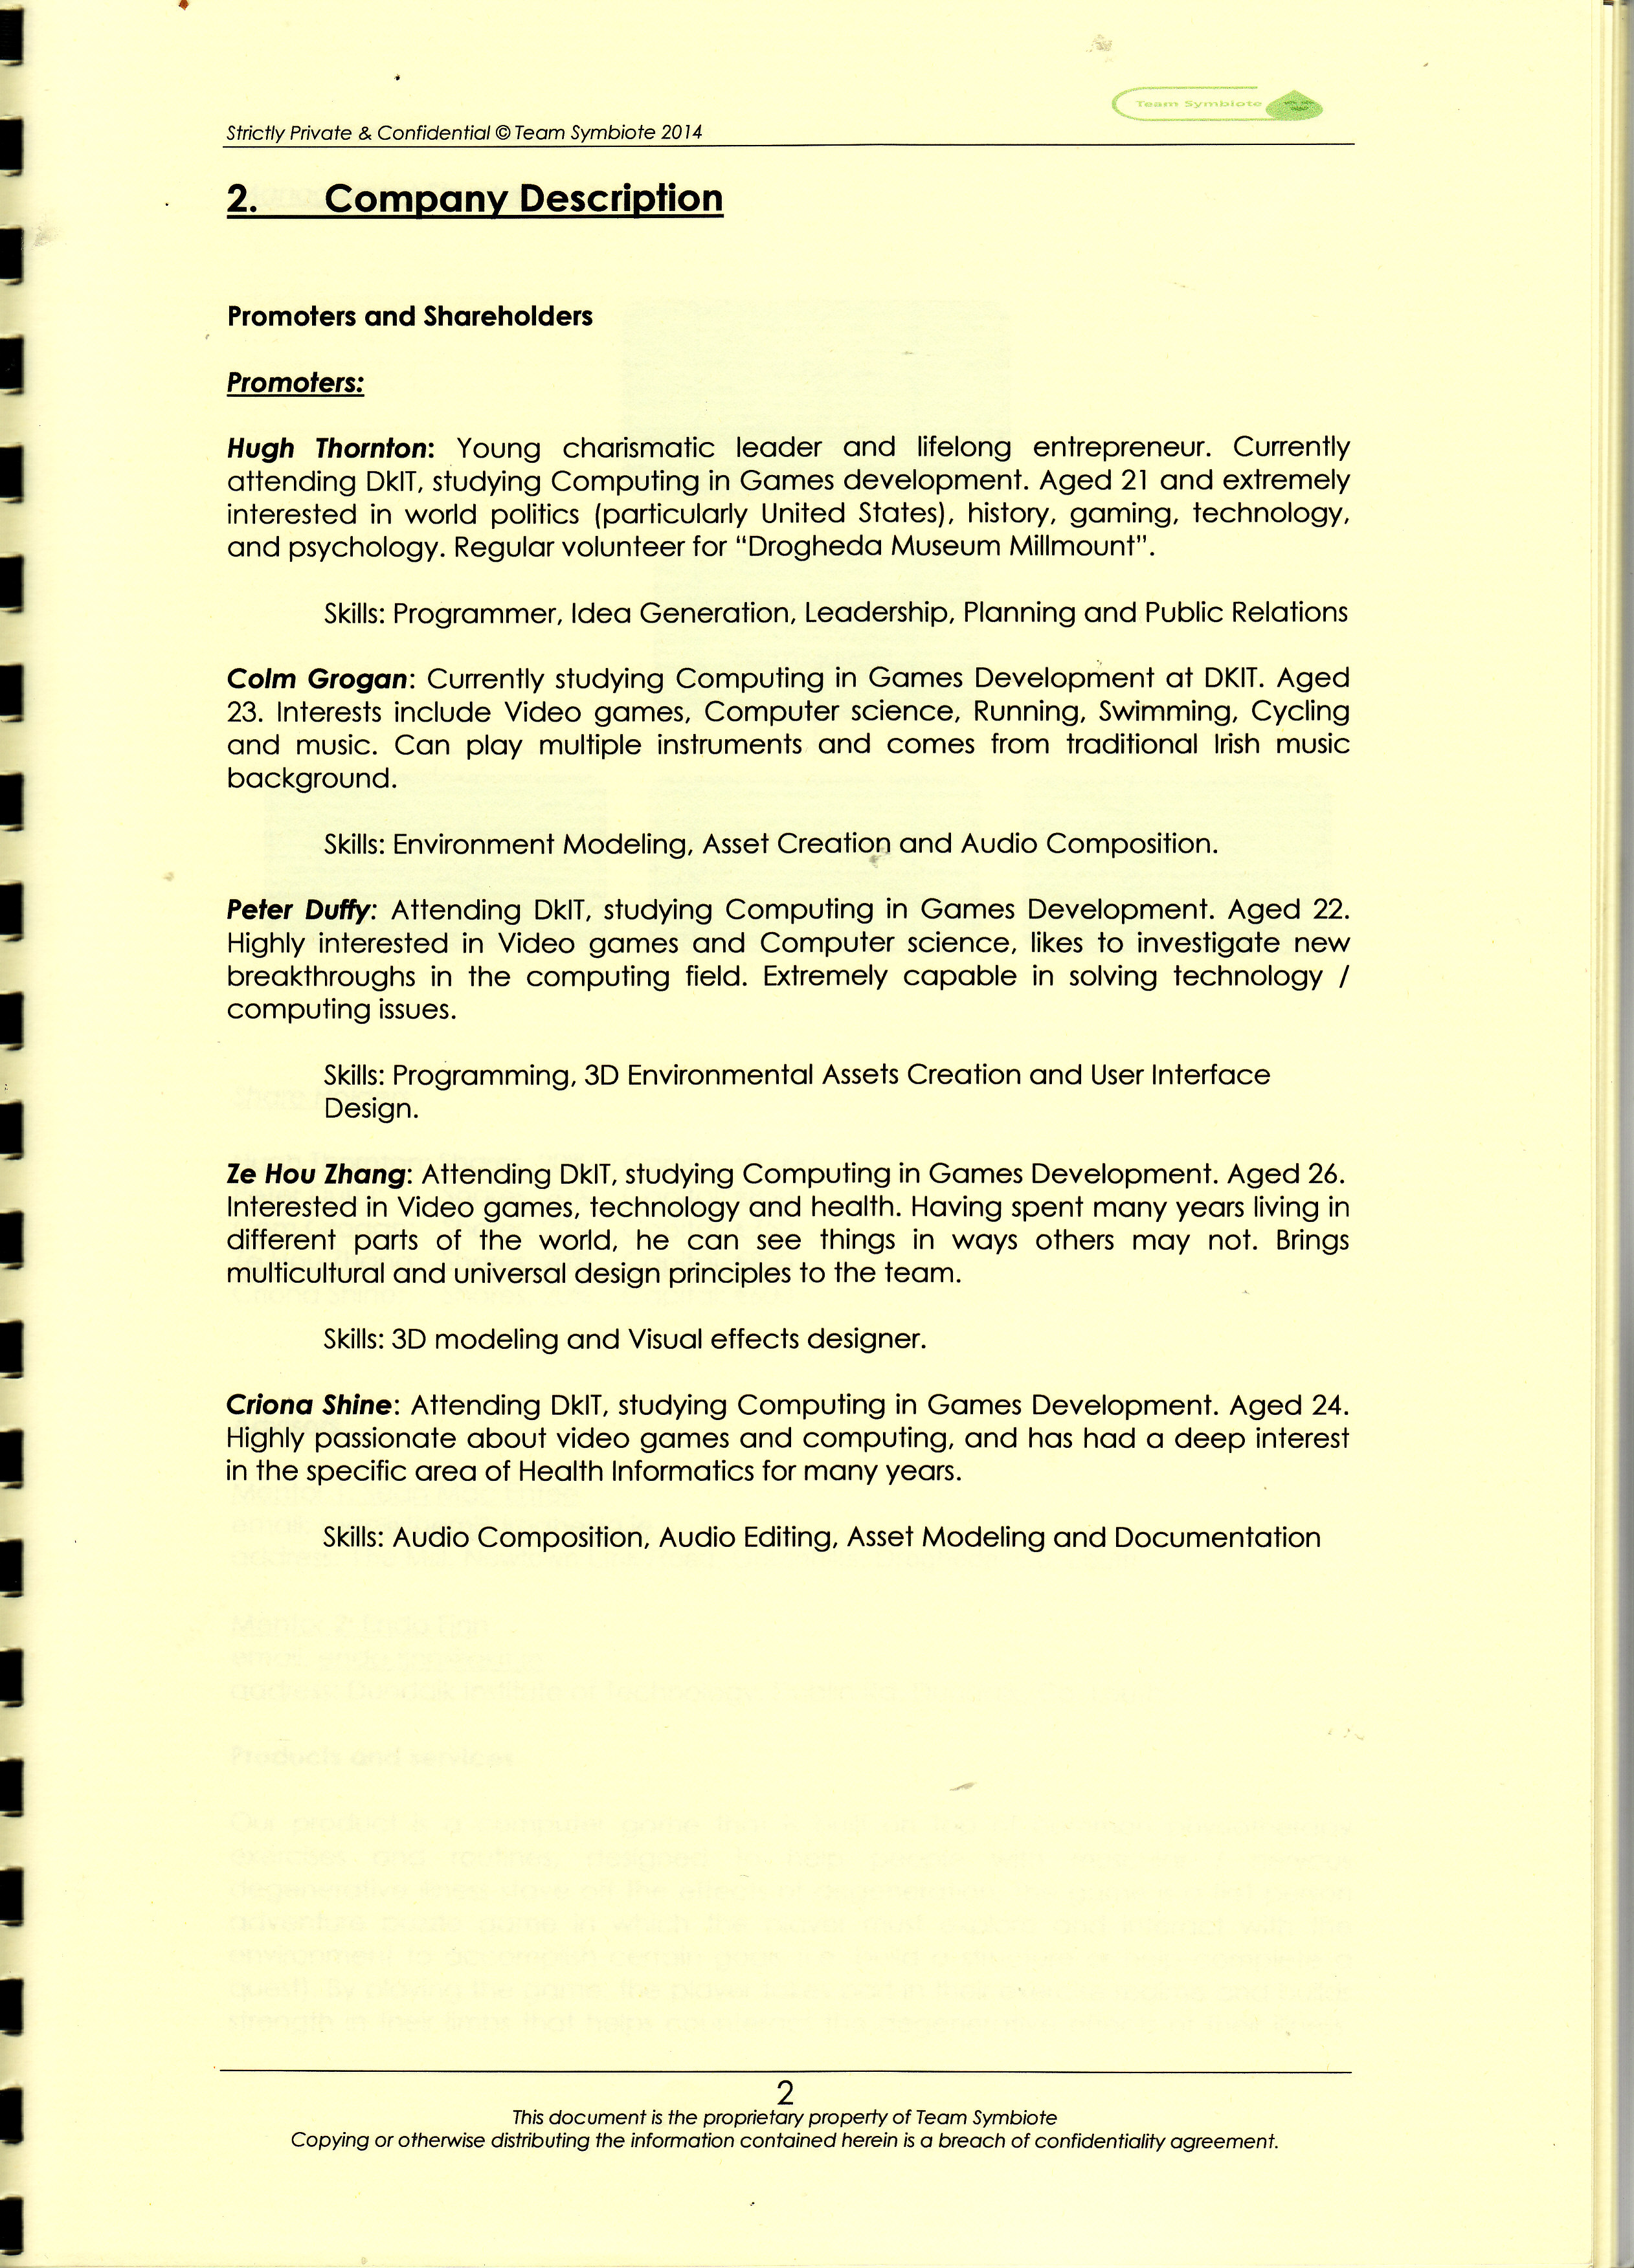 Team Symbiote
Strictly Private & Confidential © Team Symbiote 2014
2. Company Description
Promoters and Shareholders
Promoters:
Hugh Thornton: Young charismatic leader and lifelong entrepreneur. Currently
attending DkIT, studying Computing in Games development. Aged 21 and extremely
interested in world politics (particularly United States), history, gaming, technology,
and psychology. Regular volunteer for “Drogheda Museum Millmount”.
Skills: Programmer, Idea Generation, Leadership, Planning and Public Relations
Colm Grogan: Currently studying Computing in Games Development at DKIT. Aged
23. Interests include Video games, Computer science, Running, Swimming, Cycling
and music. Can play multiple instruments and comes from traditional Irish music
background.
Skills: Environment Modeling, Asset Creation and Audio Composition.
Peter Duffy: Attending DkIT, studying Computing in Games Development. Aged 22.
Highly interested in Video games and Computer science, likes to investigate new
breakthroughs in the computing field. Extremely capable in solving technology /
computing issues.
Skills: Programming, 3D Environmental Assets Creation and User Interface
Design.
Ze Hou Zhang: Attending DkIT, studying Computing in Games Development. Aged 26.
Interested in Video games, technology and health. Having spent many years living in
different parts of the world, he can see things in ways others may not. Brings
multicultural and universal design principles to the team.
Skills: 3D modeling and Visual effects designer.
Criona Shine: Attending DkIT, studying Computing in Games Development. Aged 24.
Highly passionate about video games and computing, and has had a deep interest
in the specific area of Health Informatics for many years.
Skills: Audio Composition, Audio Editing, Asset Modeling and Documentation
Products and services
2
This document is the proprietary property of Team Symbiote
Copying or otherwise distributing the information contained herein is a breach of confidentiality agreement.